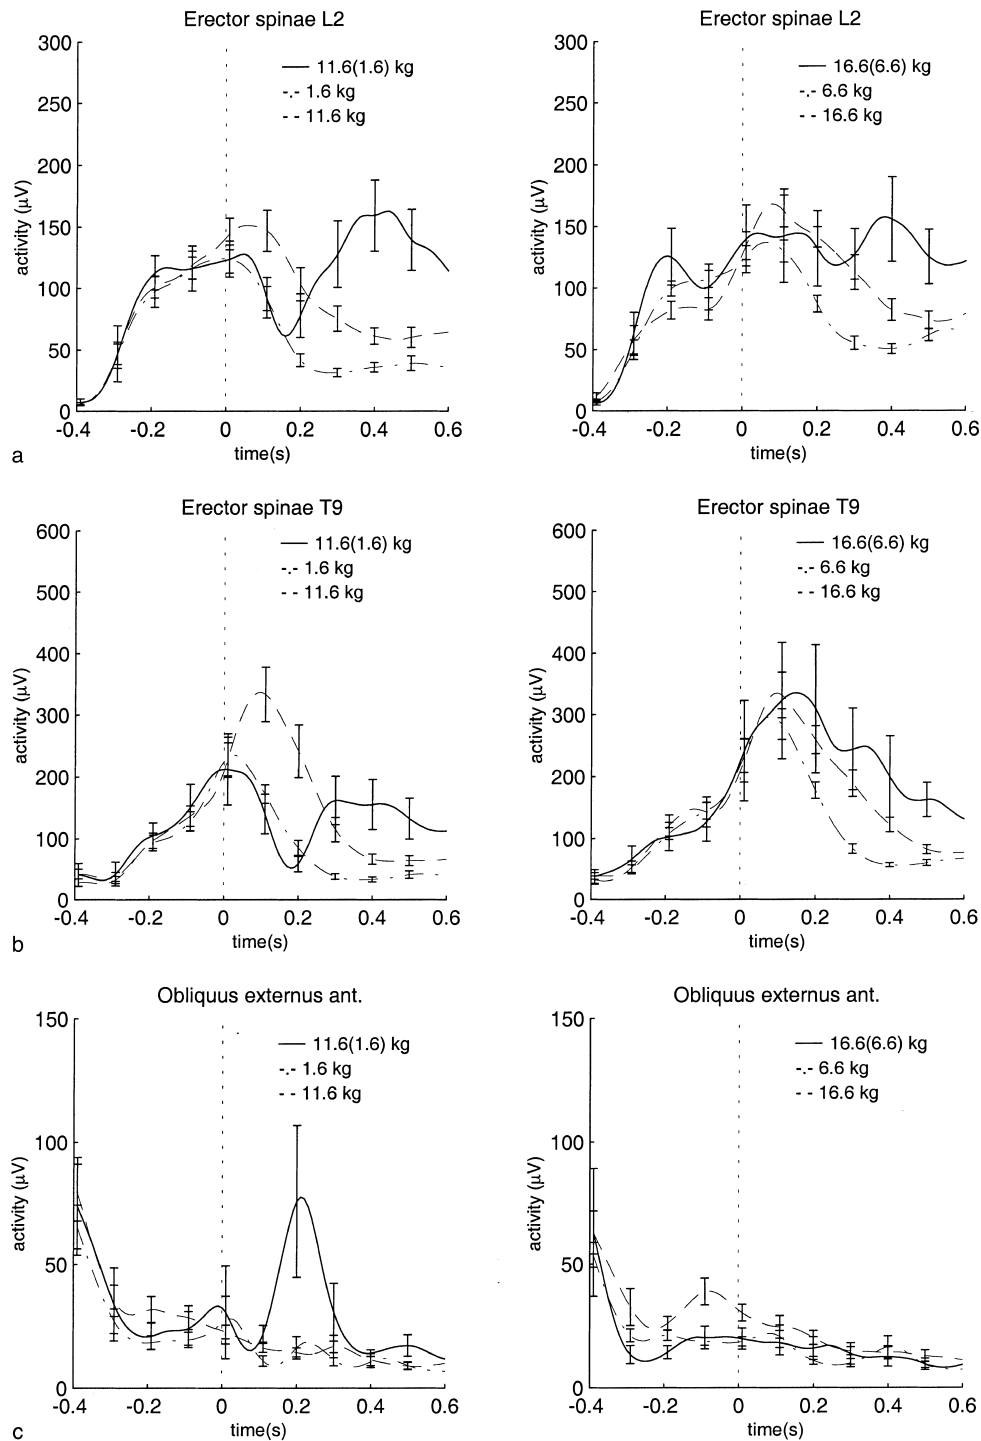 Erector spinae L2
300
250
200
150
100
50
0
activity (µV)
11.6(1.6) kg
1.6 kg
11.6 kg
-0.4 -0.2 0 0.2 0.4 0.6
time(s)
Erector spinae L2
300
250
200
150
100
50
0
activity (µV)
16.6(6.6) kg
6.6 kg
16.6 kg
-0.4 -0.2 0 0.2 0.4 0.6
time(s)
a
Erector spinae T9
600
500
400
300
200
100
0
activity (µV)
11.6(1.6) kg
1.6 kg
11.6 kg
-0.4 -0.2 0 0.2 0.4 0.6
time(s)
Erector spinae T9
600
500
400
300
200
100
0
activity (µV)
16.6(6.6) kg
6.6 kg
16.6 kg
-0.4 -0.2 0 0.2 0.4 0.6
time(s)
b
Obliquus externus ant.
150
100
50
0
activity (µV)
11.6(1.6) kg
1.6 kg
11.6 kg
-0.4 -0.2 0 0.2 0.4 0.6
time(s)
Obliquus externus ant.
150
100
50
0
activity (µV)
16.6(6.6) kg
6.6 kg
16.6 kg
-0.4 -0.2 0 0.2 0.4 0.6
time(s)
c